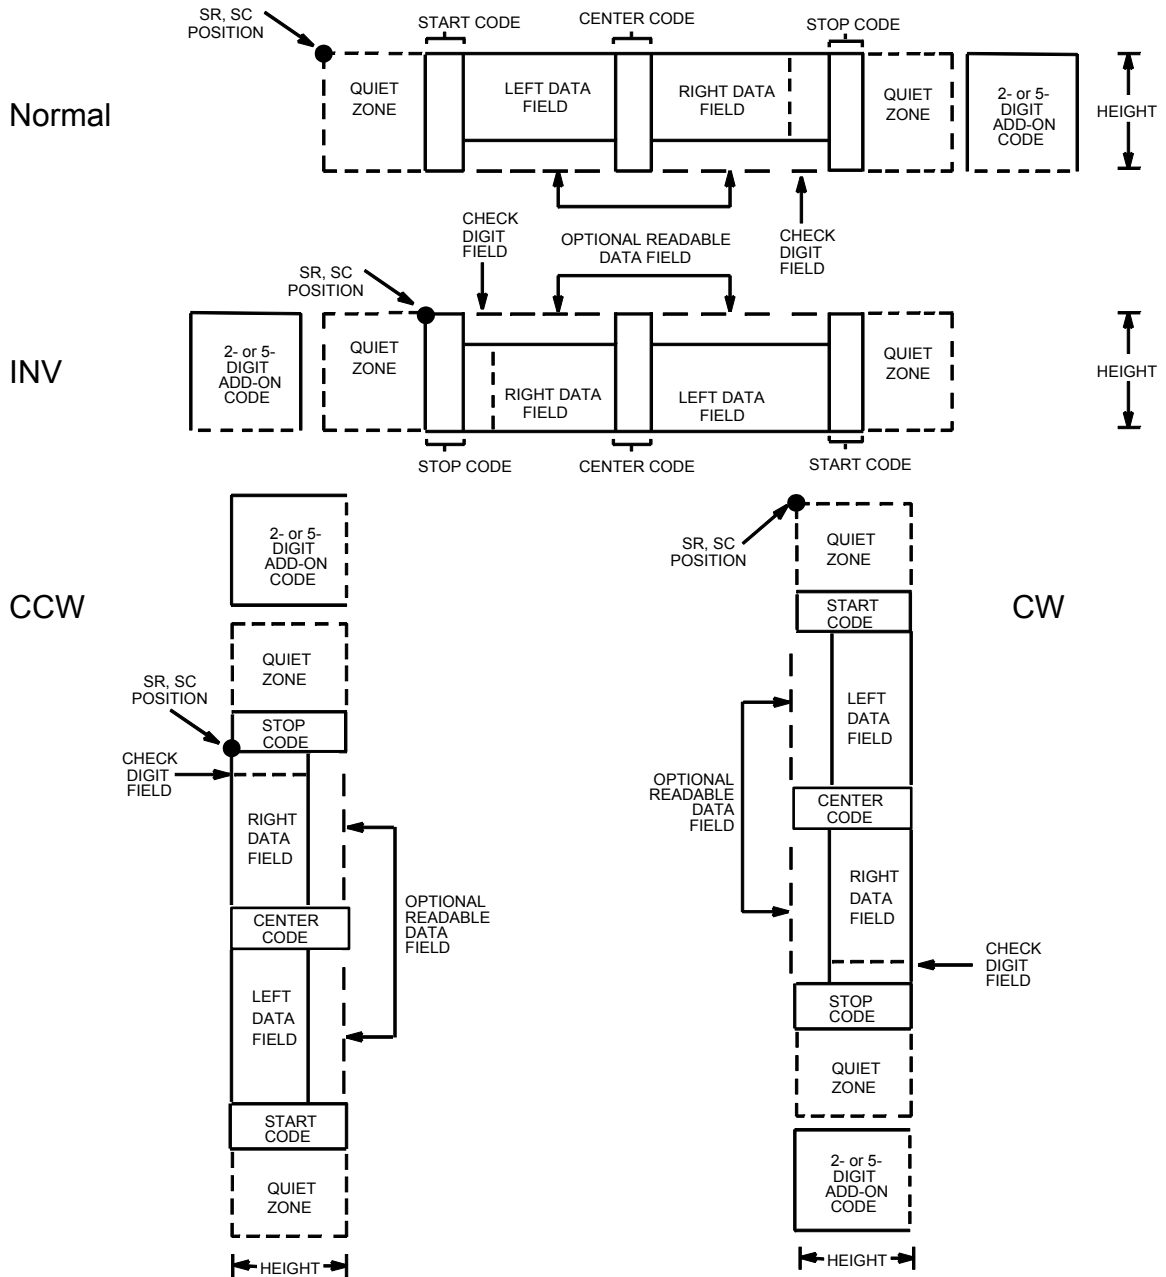 SR, SC
POSITION
START CODE
CENTER CODE
STOP CODE
Normal
QUIET
ZONE
LEFT DATA
FIELD
RIGHT DATA
FIELD
QUIET
ZONE
2- or 5-
DIGIT
ADD-ON
CODE
HEIGHT
CHECK
DIGIT
FIELD
OPTIONAL READABLE
DATA FIELD
CHECK
DIGIT
FIELD
SR, SC
POSITION
INV
2- or 5-
DIGIT
ADD-ON
CODE
QUIET
ZONE
RIGHT DATA
FIELD
LEFT DATA
FIELD
QUIET
ZONE
HEIGHT
STOP CODE
CENTER CODE
START CODE
CCW
2- or 5-
DIGIT
ADD-ON
CODE
QUIET
ZONE
SR, SC
POSITION
STOP
CODE
CHECK
DIGIT
FIELD
RIGHT
DATA
FIELD
OPTIONAL
READABLE
DATA
FIELD
CENTER
CODE
LEFT
DATA
FIELD
START
CODE
QUIET
ZONE
HEIGHT
CW
SR, SC
POSITION
QUIET
ZONE
START
CODE
LEFT
DATA
FIELD
OPTIONAL
READABLE
DATA
FIELD
CENTER
CODE
RIGHT
DATA
FIELD
CHECK
DIGIT
FIELD
STOP
CODE
QUIET
ZONE
2- or 5-
DIGIT
ADD-ON
CODE
HEIGHT